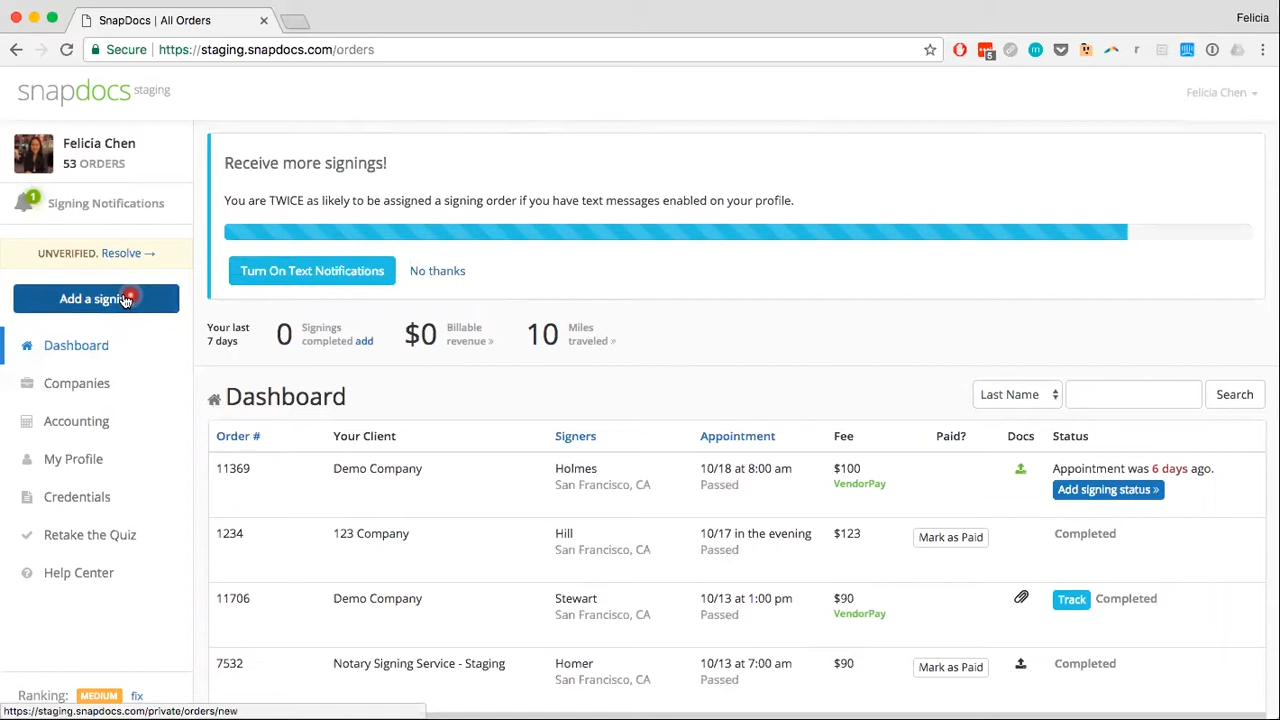 SnapDocs | All Orders
Felicia
Secure https://staging.snapdocs.com/orders
5
snapdocs staging
Felicia Chen
Felicia Chen
53 ORDERS
1
Signing Notifications
UNVERIFIED. Resolve →
Add a signi
Dashboard
Companies
Accounting
My Profile
Credentials
Retake the Quiz
Help Center
Ranking: MEDIUM fix
https://staging.snapdocs.com/private/orders/new
Receive more signings!
You are TWICE as likely to be assigned a signing order if you have text messages enabled on your profile.
Turn On Text Notifications No thanks
Your last 7 days
0 Signings completed add
$0 Billable revenue »
10 Miles traveled »
Dashboard
Last Name Search
Order # Your Client Signers Appointment Fee Paid? Docs Status
11369 Demo Company Holmes 10/18 at 8:00 am $100 Appointment was 6 days ago.
San Francisco, CA Passed VendorPay Add signing status »
1234 123 Company Hill 10/17 in the evening $123 Mark as Paid Completed
San Francisco, CA Passed
11706 Demo Company Stewart 10/13 at 1:00 pm $90 Track Completed
San Francisco, CA Passed VendorPay
7532 Notary Signing Service - Staging Homer 10/13 at 7:00 am $90 Mark as Paid Completed
San Francisco, CA Passed